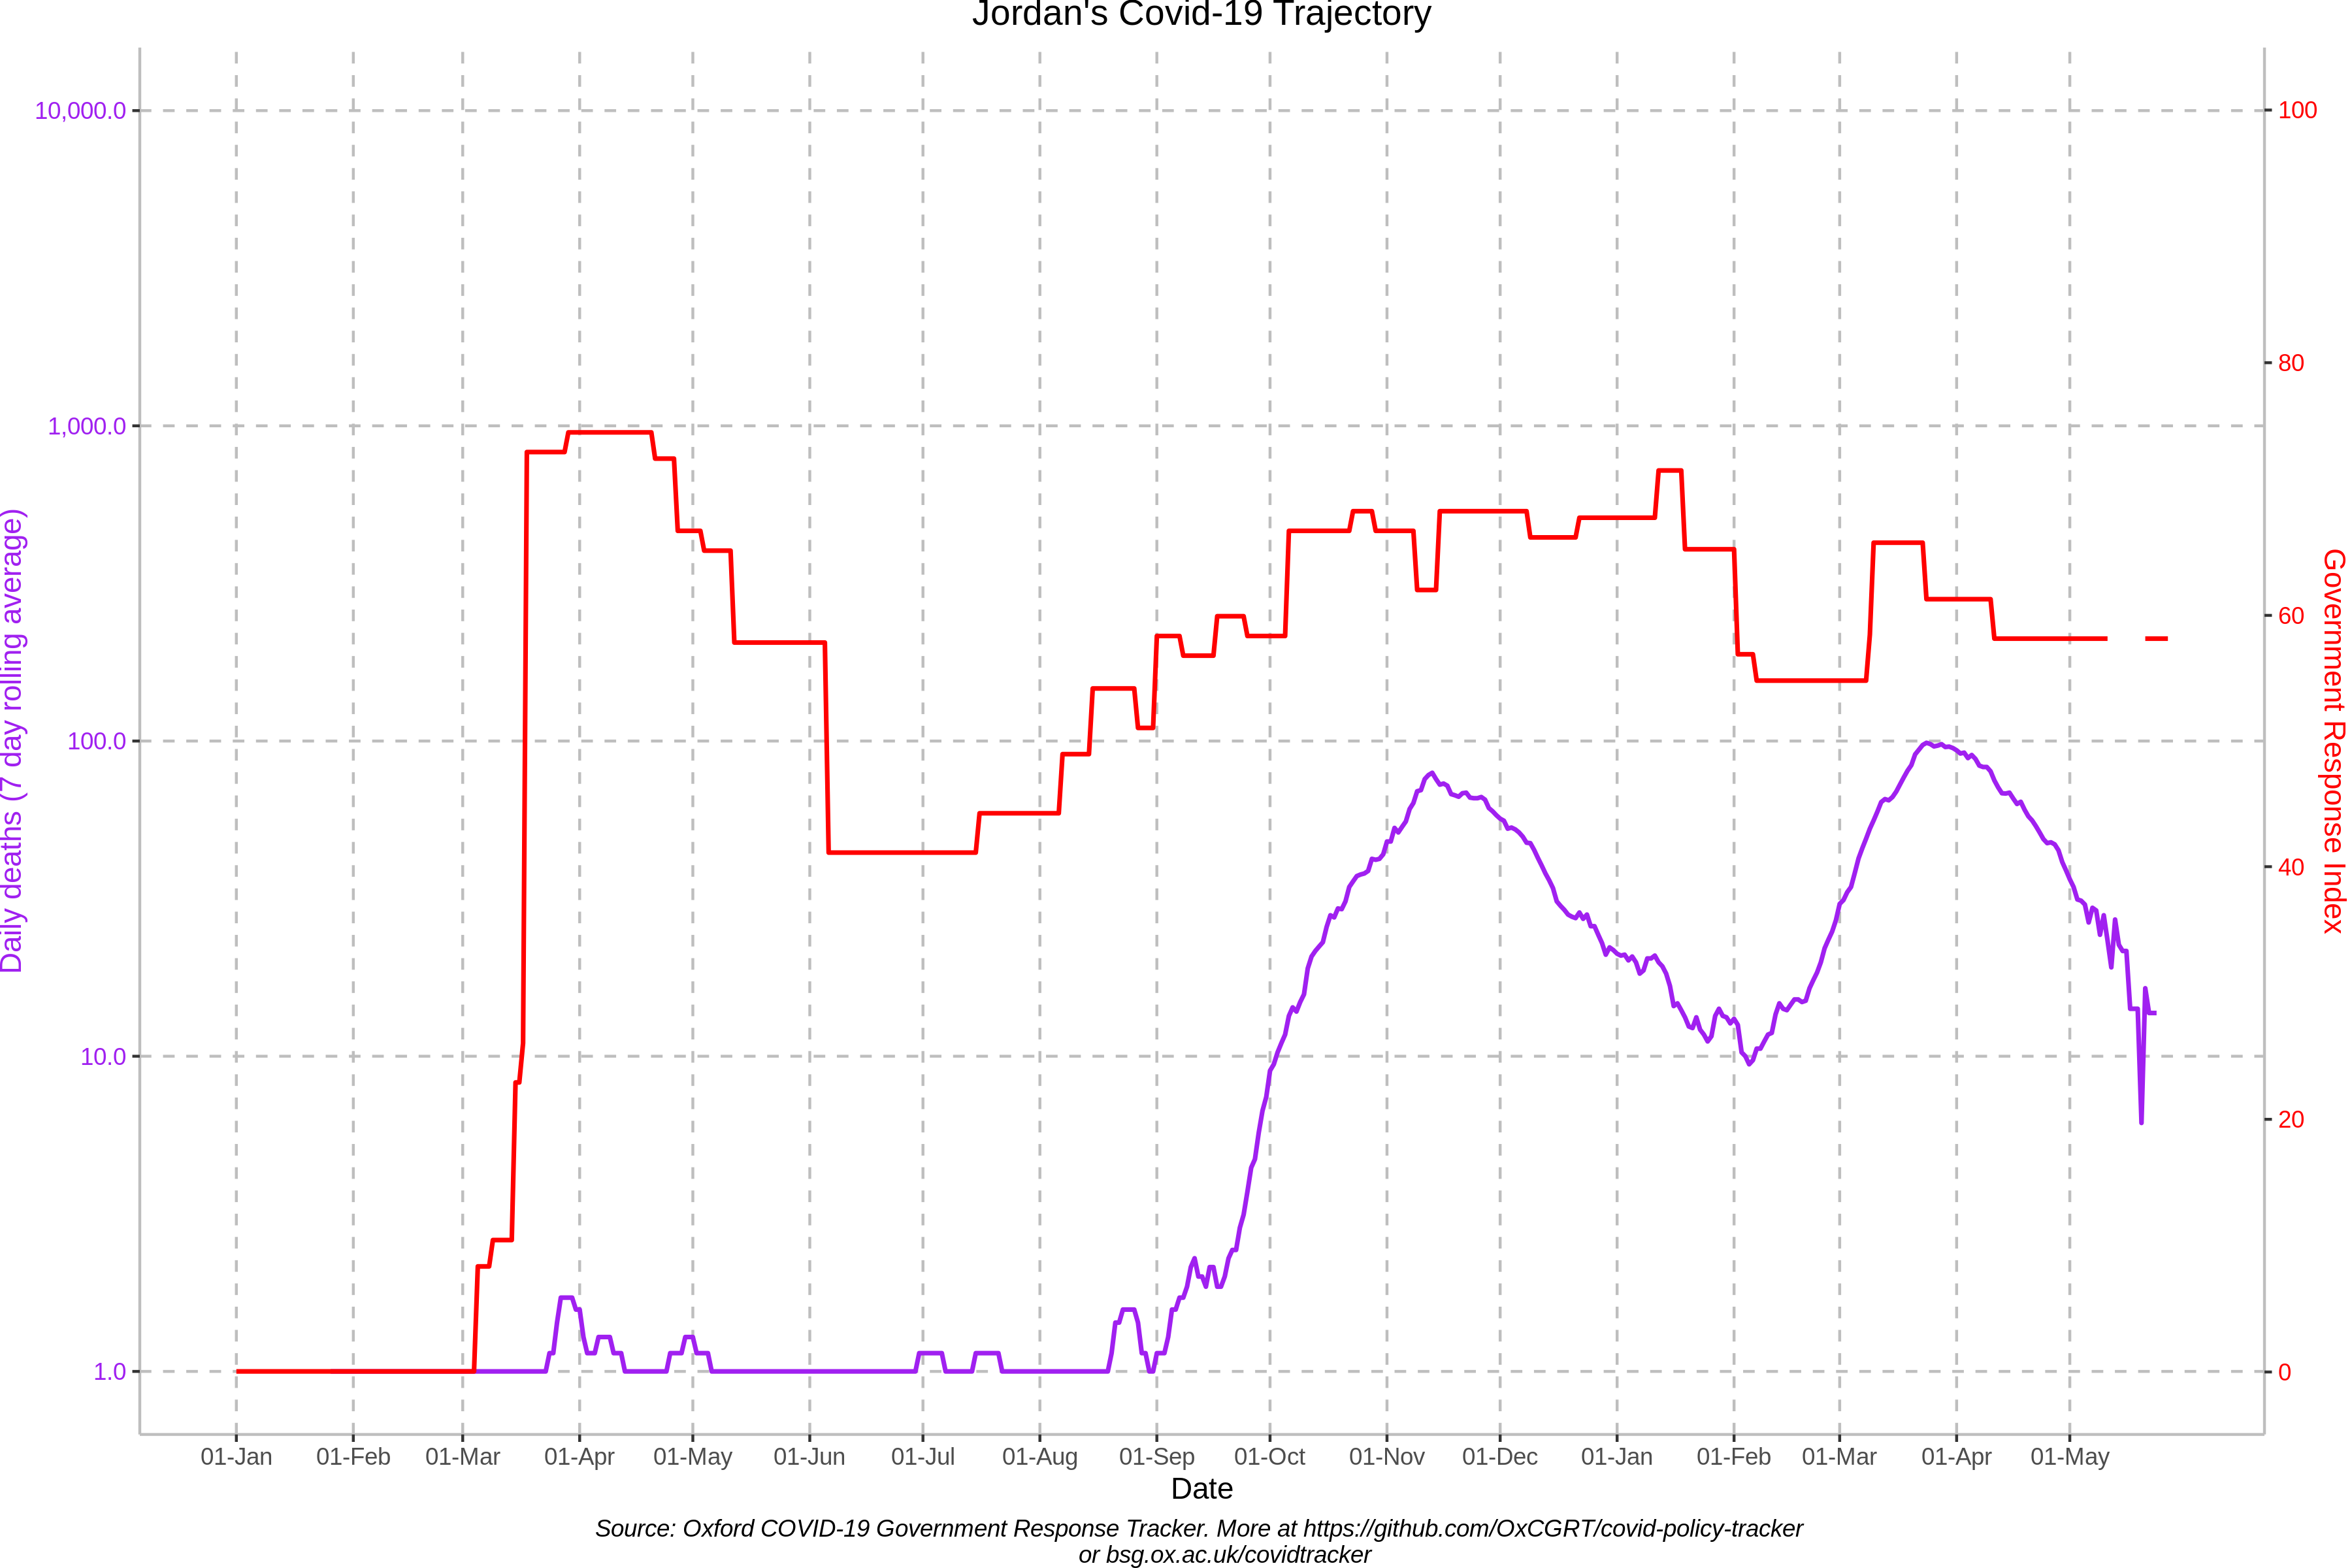 Jordan's Covid-19 Trajectory
10,000.0
1,000.0
100.0
10.0
1.0
Daily deaths (7 day rolling average)
100
80
60
40
20
0
Government Response Index
01-Jan 01-Feb 01-Mar 01-Apr 01-May 01-Jun 01-Jul 01-Aug 01-Sep 01-Oct 01-Nov 01-Dec 01-Jan 01-Feb 01-Mar 01-Apr 01-May
Date
Source: Oxford COVID-19 Government Response Tracker. More at https://github.com/OxCGRT/covid-policy-tracker
or bsg.ox.ac.uk/covidtracker